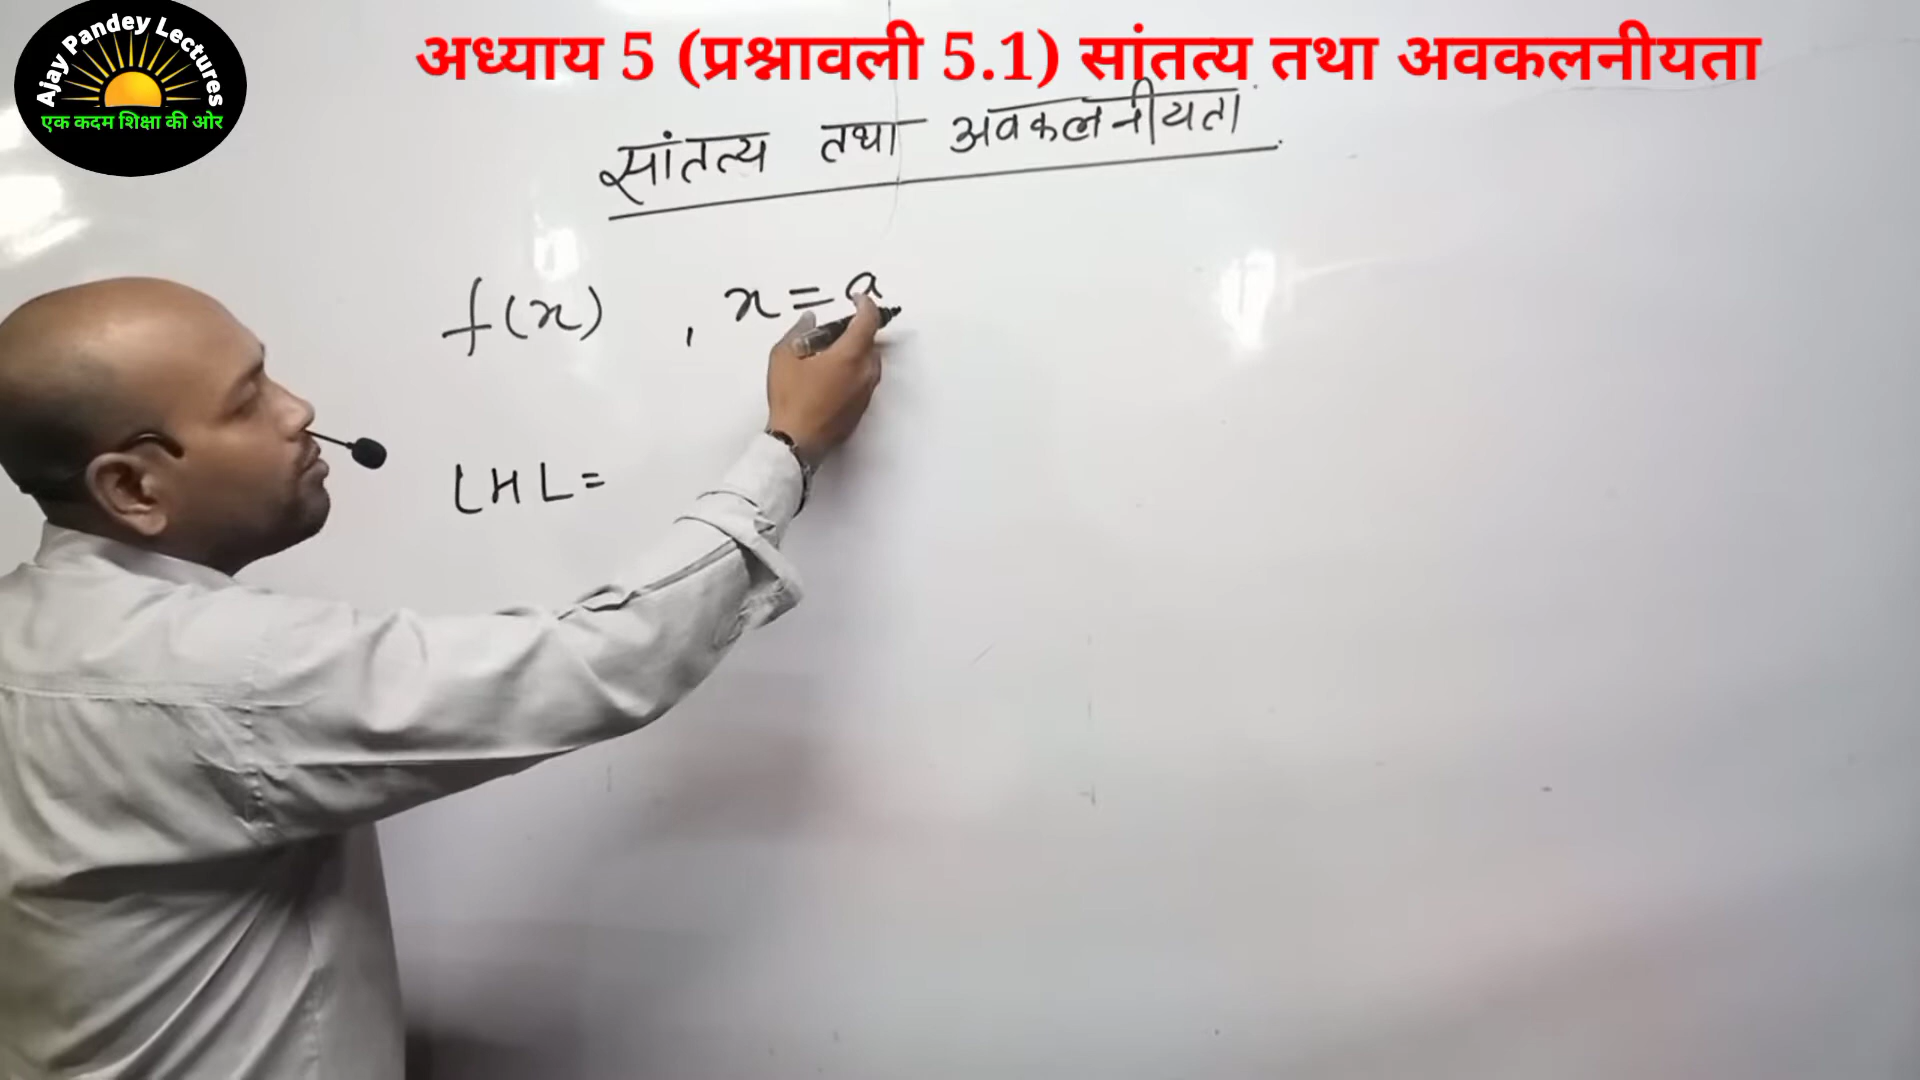 Ajay Pandey Lectures
एक कदम शिक्षा की ओर
अध्याय 5 (प्रश्नावली 5.1) सांतत्य तथा अवकलनीयता
सांतत्य तथा अवकलनीयता
f(x) , x=a
LHL=